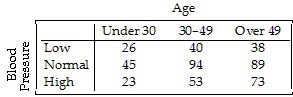 Age
Under 30 30–49 Over 49
Blood Pressure
Low 26 40 38
Normal 45 94 89
High 23 53 73